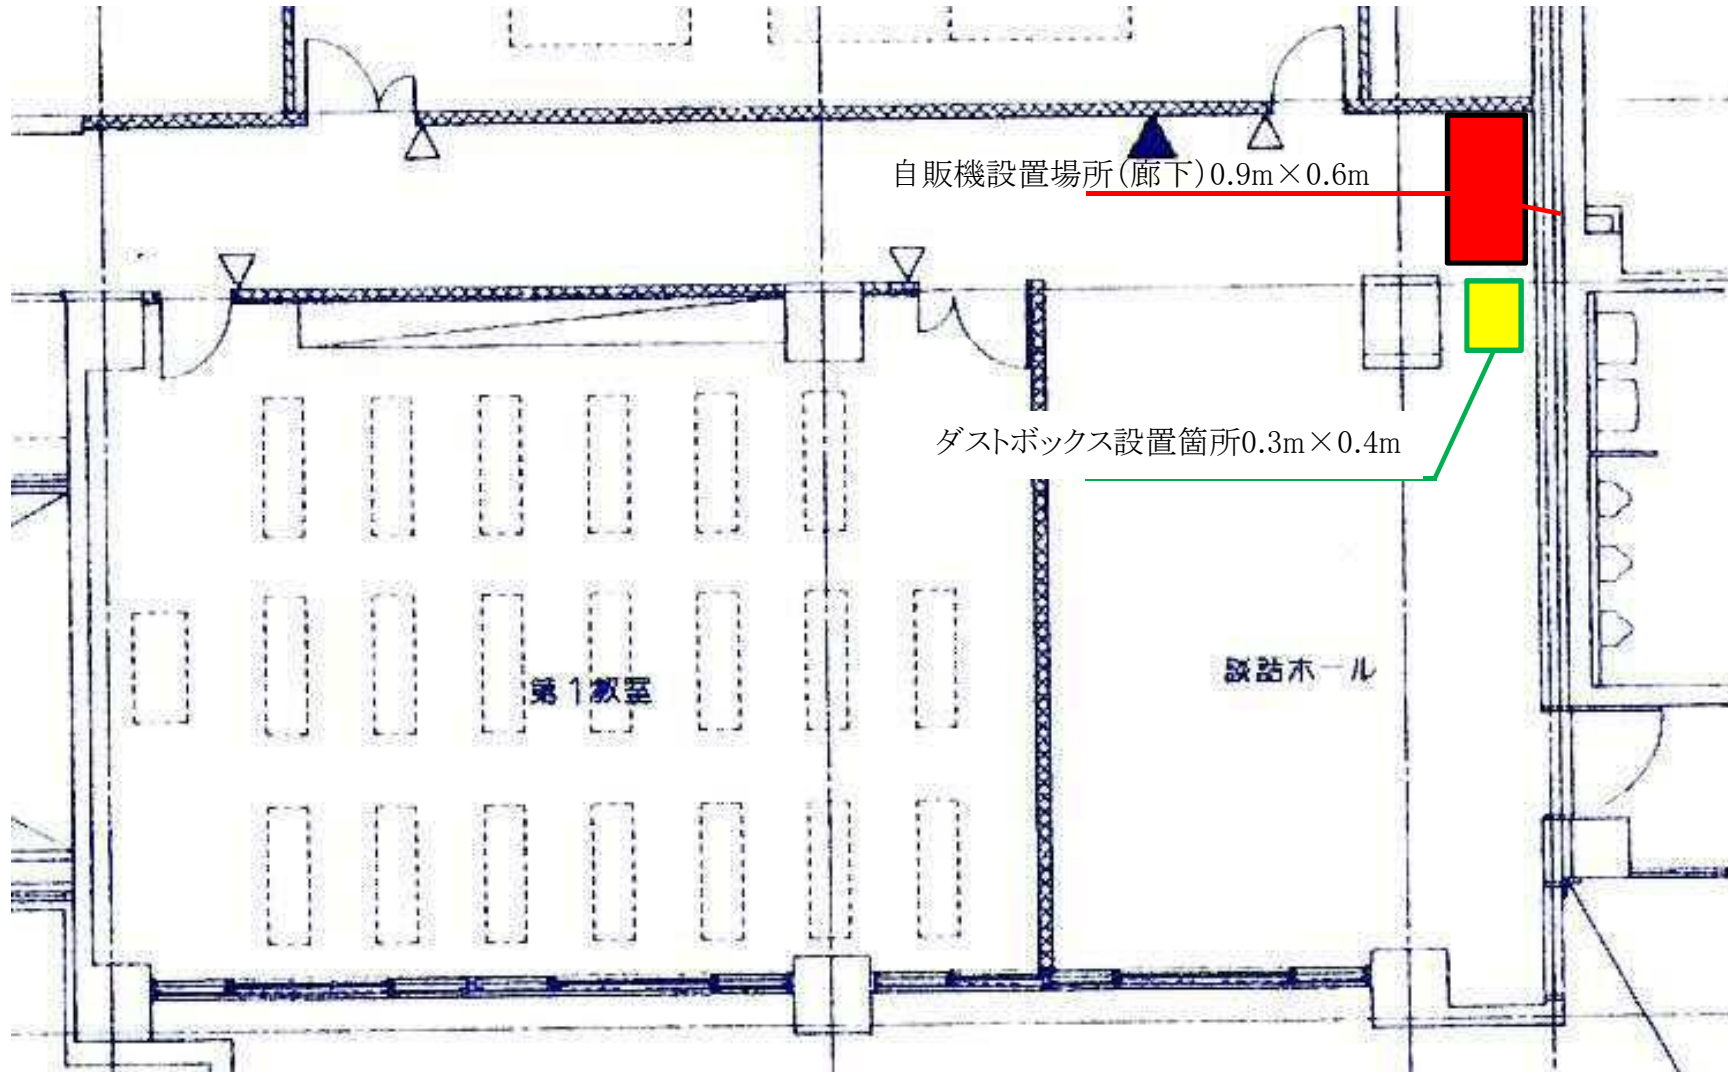 自販機設置場所(廊下)0.9m×0.6m
ダストボックス設置箇所0.3m×0.4m
第1教室
談話ホール